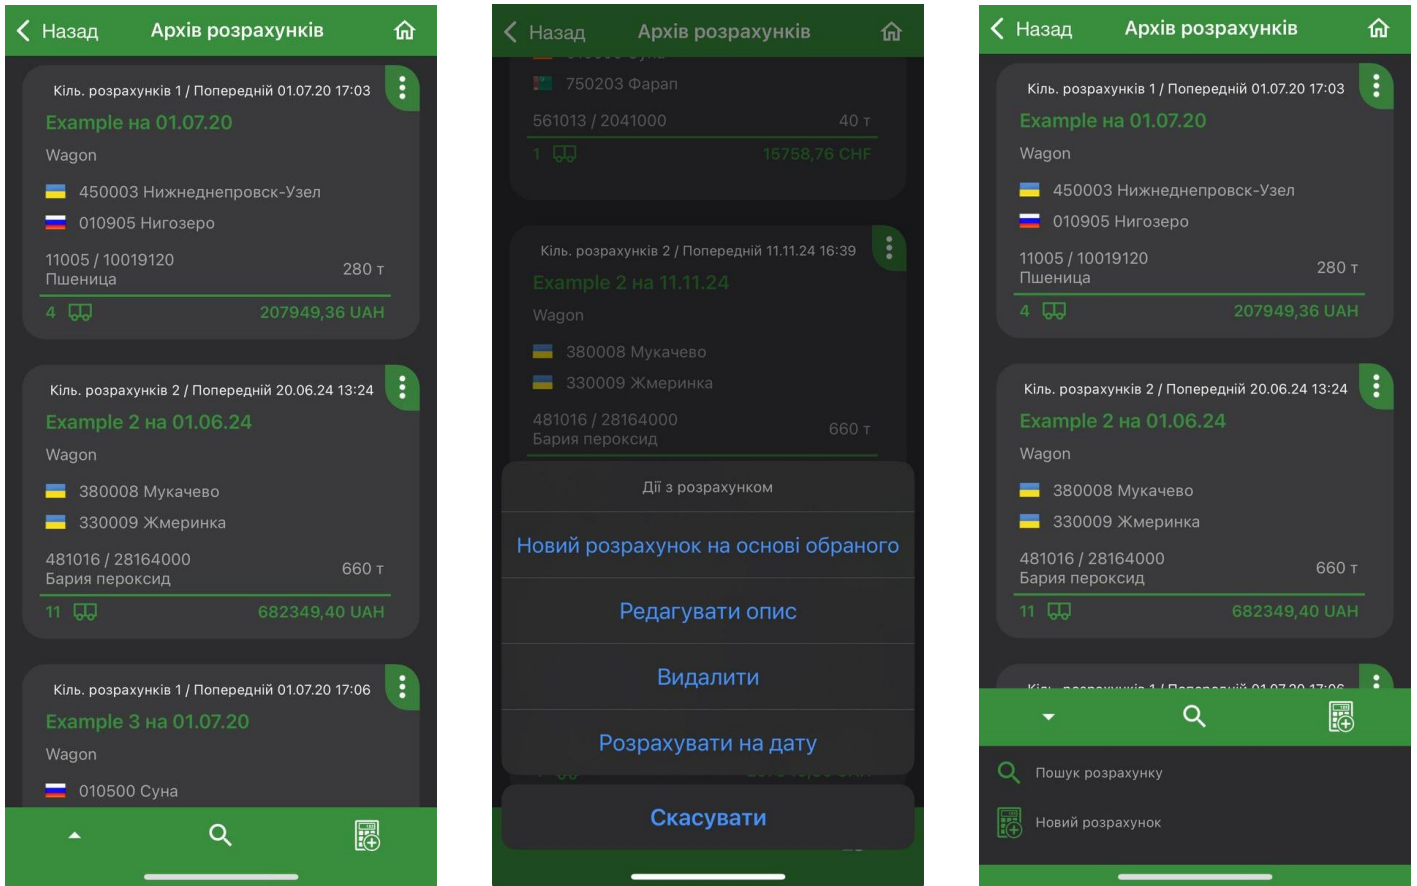 Назад
Архів розрахунків
Кіль. розрахунків 1 / Попередній 01.07.20 17:03
Example на 01.07.20
Wagon
450003 Нижнеднепровск-Узел
010905 Нигозеро
11005 / 10019120
280 т
Пшеница
4
207949,36 UAH
Кіль. розрахунків 2 / Попередній 20.06.24 13:24
Example 2 на 01.06.24
Wagon
380008 Мукачево
330009 Жмеринка
481016 / 28164000
660 т
Бария пероксид
11
682349,40 UAH
Кіль. розрахунків 1 / Попередній 01.07.20 17:06
Example 3 на 01.07.20
Wagon
010500 Суна
Назад
Архів розрахунків
750203 Фарап
561013 / 2041000
40 т
1
15758,76 CHF
Кіль. розрахунків 2 / Попередній 11.11.24 16:39
Example 2 на 11.11.24
Wagon
380008 Мукачево
330009 Жмеринка
481016 / 28164000
660 т
Бария пероксид
Дії з розрахунком
Новий розрахунок на основі обраного
Редагувати опис
Видалити
Розрахувати на дату
Скасувати
Назад
Архів розрахунків
Кіль. розрахунків 1 / Попередній 01.07.20 17:03
Example на 01.07.20
Wagon
450003 Нижнеднепровск-Узел
010905 Нигозеро
11005 / 10019120
280 т
Пшеница
4
207949,36 UAH
Кіль. розрахунків 2 / Попередній 20.06.24 13:24
Example 2 на 01.06.24
Wagon
380008 Мукачево
330009 Жмеринка
481016 / 28164000
660 т
Бария пероксид
11
682349,40 UAH
Кіль. розрахунків 1 / Попередній 01.07.20 17:06
Пошук розрахунку
Новий розрахунок